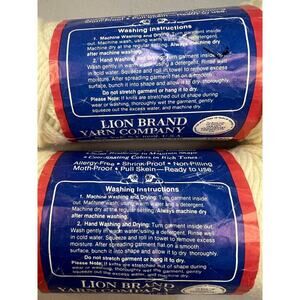 Washing Instructions
1. Machine Washing and Drying: Turn garment inside
out. Machine wash, using warm water,
Machine dry at the regular setting. Always machine dry
after machine washing.
2. Hand Washing and Drying: Turn garment inside out.
Wash gently in warm water, using a detergent. Rinse well
in cold water. Squeeze and roll in towel to remove excess
moisture. After spreading garment flat on a smooth
surface, bunch it up into shape and allow it to dry
Do not stretch garment or hang it to dry.
Please Note: If knits are stretched out of shape during
wear or washing, thoroughly wet the garment, gently
squeeze out the excess water, and machine dry.
LION BRAND
YARN COMPANY
U.S.A.
Coordinating Colors in Rich Tones
Allergy-Free • Shrink-Proof • Non-Pilling
Moth-Proof • Pull Skein—Ready to use.
Washing Instructions
1. Machine Washing and Drying: Turn garment inside
out. Machine wash, using warm water,
Machine dry at the regular setting. Always machine dry
after machine washing.
2. Hand Washing and Drying: Turn garment inside out.
Wash gently in warm water, using a detergent. Rinse well
in cold water. Squeeze and roll in towel to remove excess
moisture. After spreading garment flat on a smooth
surface, bunch it up into shape and allow it to dry
Do not stretch garment or hang it to dry.
Please Note: If knits are stretched out of shape during
wear or washing, thoroughly wet the garment, gently
squeeze out the excess water, and machine dry.
LION BRAND
YARN COMPANY